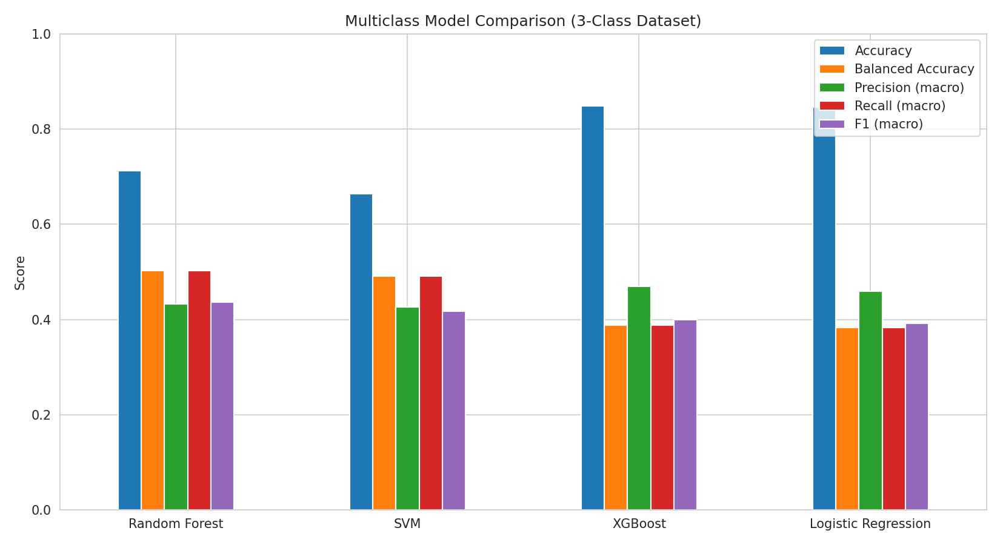 Multiclass Model Comparison (3-Class Dataset)
1.0
0.8
0.6
0.4
0.2
0.0
Score
Accuracy
Balanced Accuracy
Precision (macro)
Recall (macro)
F1 (macro)
Random Forest
SVM
XGBoost
Logistic Regression